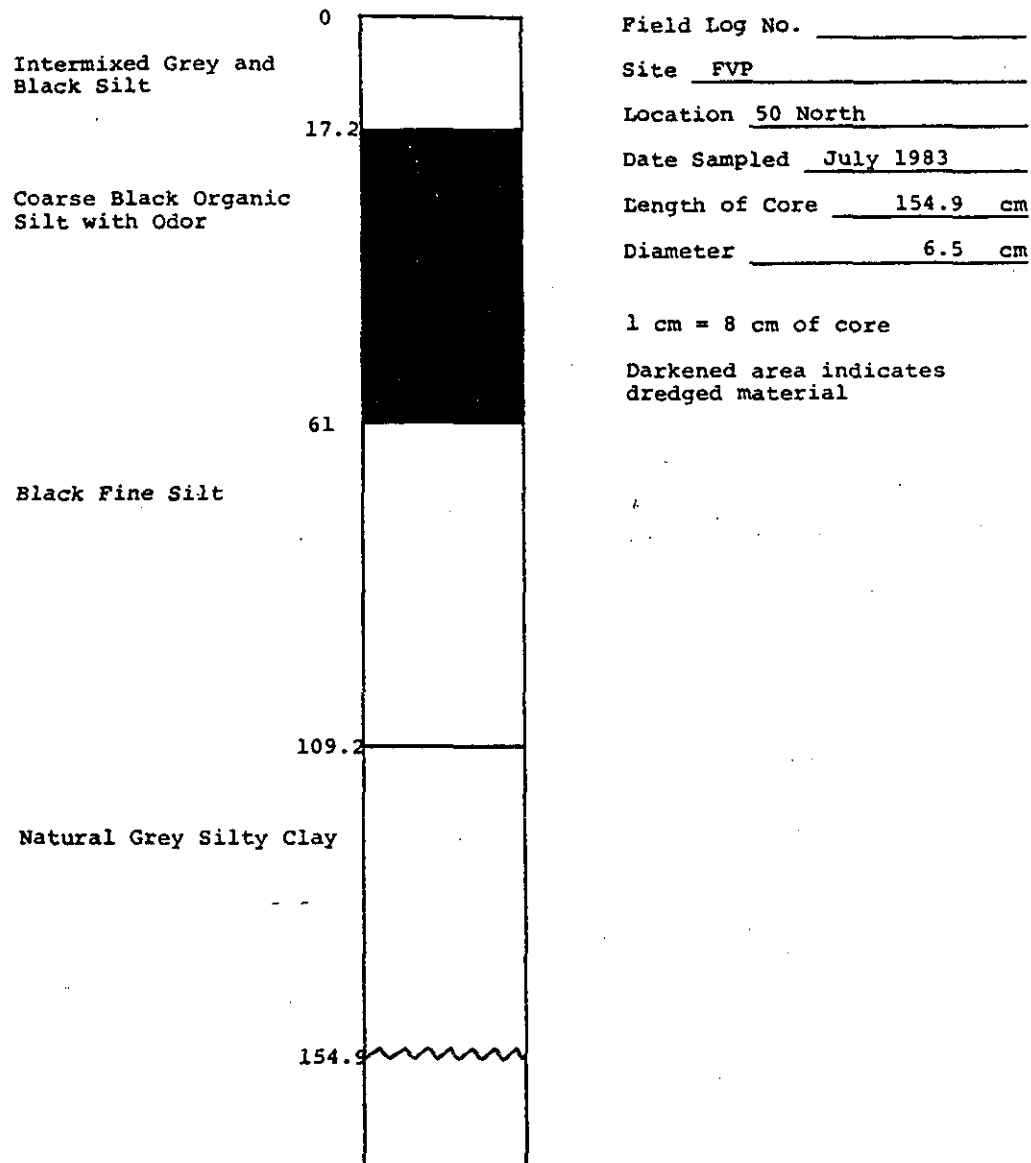 0
Intermixed Grey and
Black Silt
17.2
Coarse Black Organic
Silt with Odor
61
Black Fine Silt
109.2
Natural Grey Silty Clay
154.9
Field Log No.
Site FVP
Location 50 North
Date Sampled July 1983
Length of Core 154.9 cm
Diameter 6.5 cm
1 cm = 8 cm of core
Darkened area indicates
dredged material